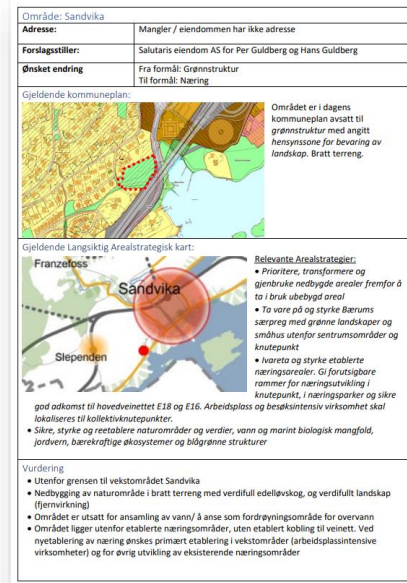 Område: Sandvika
Adresse: Mangler / eiendommen har ikke adresse
Forslagsstiller: Salutaris eiendom AS for Per Guldberg og Hans Guldberg
Ønsket endring Fra formål: Grønnstruktur
Til formål: Næring
Gjeldende kommuneplan:
Området er i dagens
kommuneplan avsatt til
grønnstruktur med angitt
hensynssone for bevaring av
landskap. Bratt terreng.
Gjeldende Langsiktig Arealstrategisk kart:
Franzefoss
Sandvika
Slependen
Relevante Arealstrategier:
• Prioritere, transformere og
gjenbruke nedbygde arealer fremfor å
ta i bruk ubebygd areal
• Ta vare på og styrke Bærums
særpreg med grønne landskaper og
småhus utenfor sentrumsområder og
knutepunkt
• Ivareta og styrke etablerte
næringsarealer. Gi forutsigbare
rammer for næringsutvikling i
knutepunkt, i næringsparker og sikre
god adkomst til hovedveinettet E18 og E16. Arbeidsplass og besøksintensiv virksomhet skal
lokaliseres til kollektivknutepunkter.
• Sikre, styrke og reetablere naturområder og verdier, vann og marint biologisk mangfold,
jordvern, bærekraftige økosystemer og blågrønne strukturer
Vurdering
• Utenfor grensen til vekstområdet Sandvika
• Nedbygging av naturområde i bratt terreng med verdifull edelløvskog, og verdifullt landskap
(fjernvirkning)
• Området er utsatt for ansamling av vann/ å anse som fordrøyningsområde for overvann
• Området ligger utenfor etablerte næringsområder, uten etablert kobling til veinett. Ved
nyetablering av næring ønskes primært etablering i vekstområder (arbeidsplassintensive
virksomheter) og for øvrig utvikling av eksisterende næringsområder